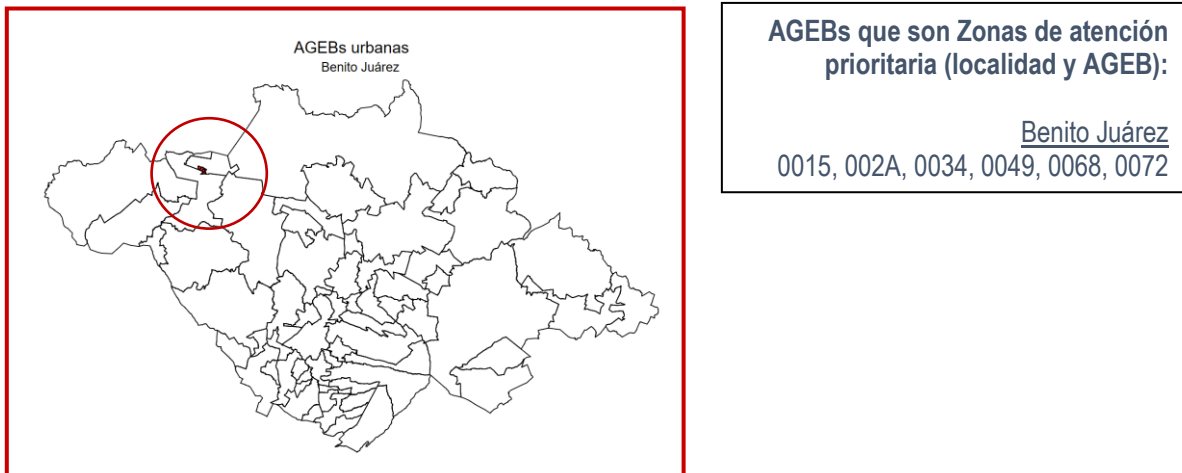 AGEBs urbanas
Benito Juárez
AGEBs que son Zonas de atención
prioritaria (localidad y AGEB):
Benito Juárez
0015, 002A, 0034, 0049, 0068, 0072